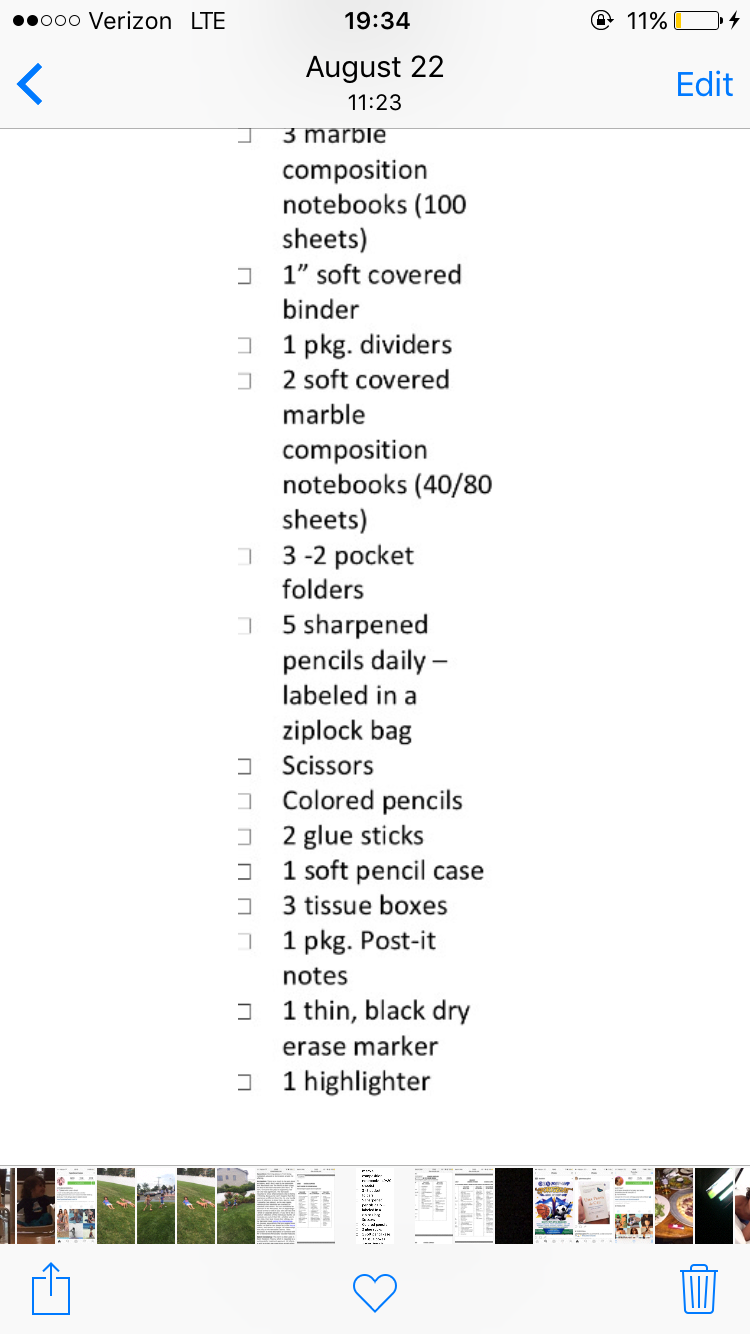 Verizon LTE 19:34 11%
August 22
11:23
Edit
3 marble
composition
notebooks (100
sheets)
1” soft covered
binder
1 pkg. dividers
2 soft covered
marble
composition
notebooks (40/80
sheets)
3 -2 pocket
folders
5 sharpened
pencils daily –
labeled in a
ziplock bag
Scissors
Colored pencils
2 glue sticks
1 soft pencil case
3 tissue boxes
1 pkg. Post-it
notes
1 thin, black dry
erase marker
1 highlighter